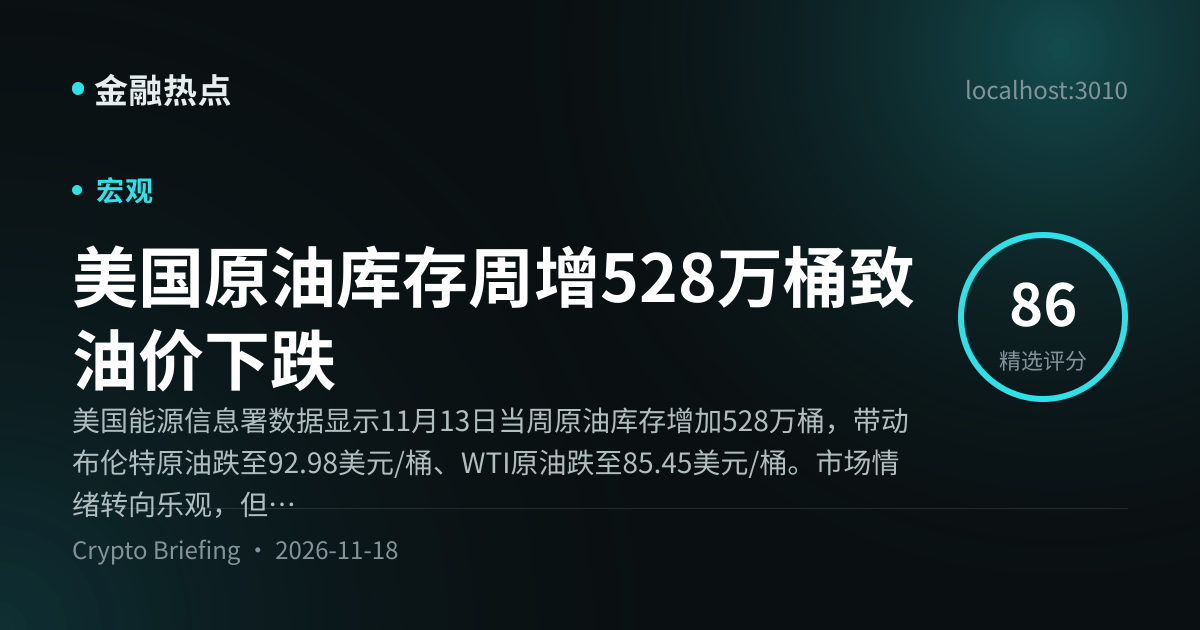 金融热点
localhost:3010
宏观
美国原油库存周增528万桶致
油价下跌
86
精选评分
美国能源信息署数据显示11月13日当周原油库存增加528万桶，带动
布伦特原油跌至92.98美元/桶、WTI原油跌至85.45美元/桶。市场情
绪转向乐观，但…
Crypto Briefing · 2026-11-18